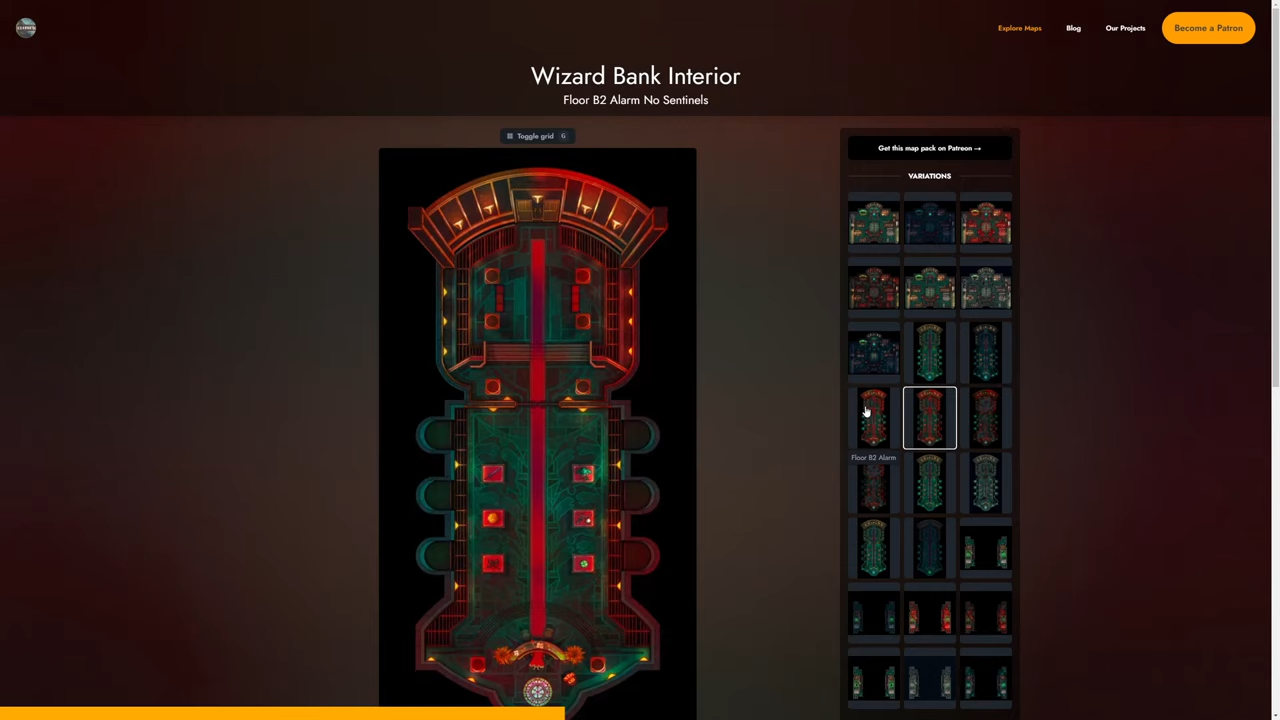 Explore Maps
Blog
Our Projects
Become a Patron
Wizard Bank Interior
Floor B2 Alarm No Sentinels
Toggle grid G
Get this map pack on Patreon →
VARIATIONS
Floor B2 Alarm